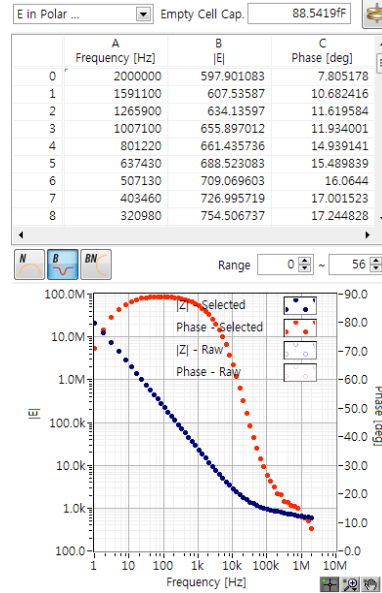 E in Polar ... Empty Cell Cap. 88.5419fF
A B C
Frequency [Hz] |E| Phase [deg]
0 2000000 597.901083 7.805178
1 1591100 607.53587 10.682416
2 1265900 634.13597 11.619584
3 1007100 655.897012 11.934001
4 801220 661.435736 14.939141
5 637430 688.523083 15.489839
6 507130 709.069603 16.0644
7 403460 726.995719 17.001523
8 320980 754.506737 17.244828
N B BN Range 0 ~ 56
100.0M
10.0M
1.0M
100.0k
10.0k
1.0k
100.0
|E|
|Z| - Selected
Phase - Selected
|Z| - Raw
Phase - Raw
-90.0
-80.0
-70.0
-60.0
-50.0
-40.0
-30.0
-20.0
-10.0
-0.0
Phase [deg]
1 10 100 1k 10k 100k 1M 10M
Frequency [Hz]